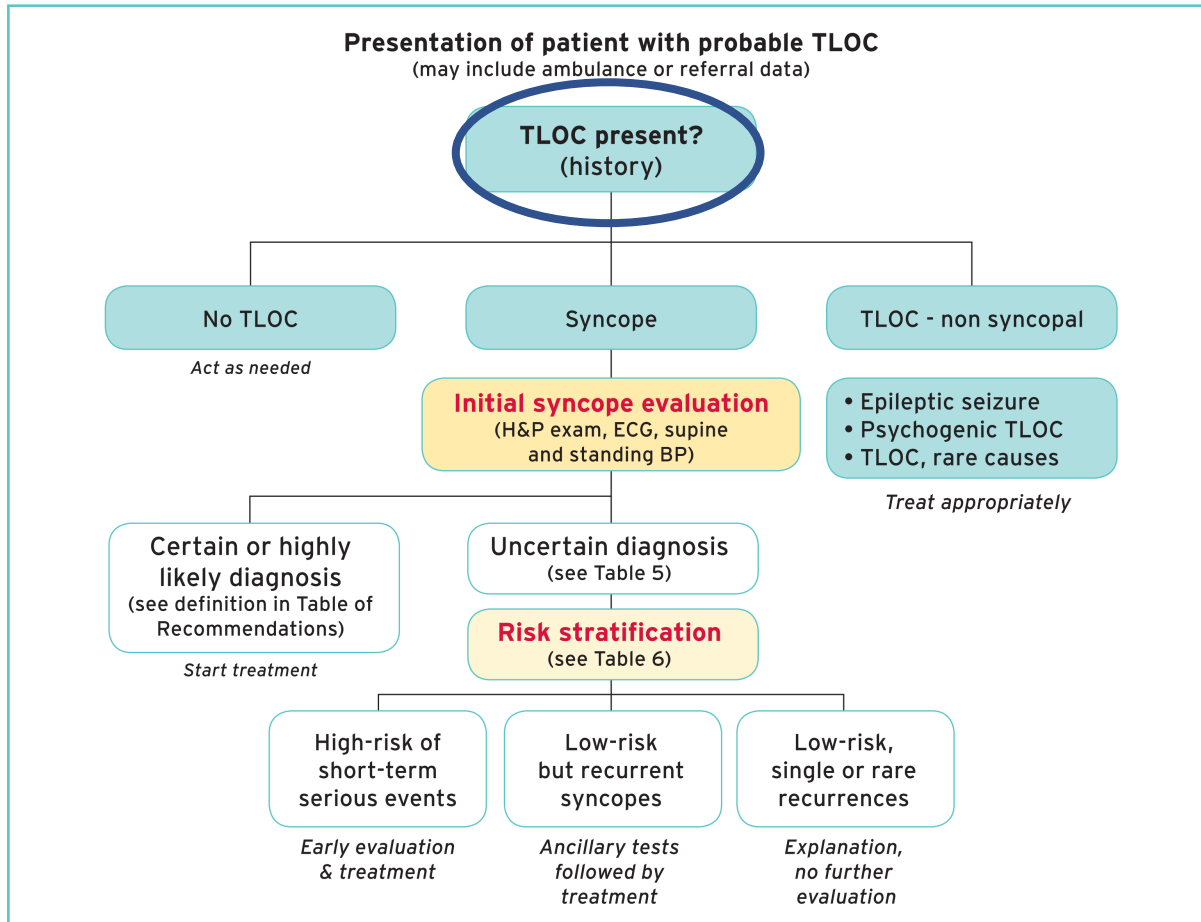 Presentation of patient with probable TLOC
(may include ambulance or referral data)
TLOC present?
(history)
No TLOC
Act as needed
Syncope
TLOC - non syncopal
Initial syncope evaluation
(H&P exam, ECG, supine
and standing BP)
• Epileptic seizure
• Psychogenic TLOC
• TLOC, rare causes
Treat appropriately
Certain or highly
likely diagnosis
(see definition in Table of
Recommendations)
Start treatment
Uncertain diagnosis
(see Table 5)
Risk stratification
(see Table 6)
High-risk of
short-term
serious events
Early evaluation
& treatment
Low-risk
but recurrent
syncopes
Ancillary tests
followed by
treatment
Low-risk,
single or rare
recurrences
Explanation,
no further
evaluation